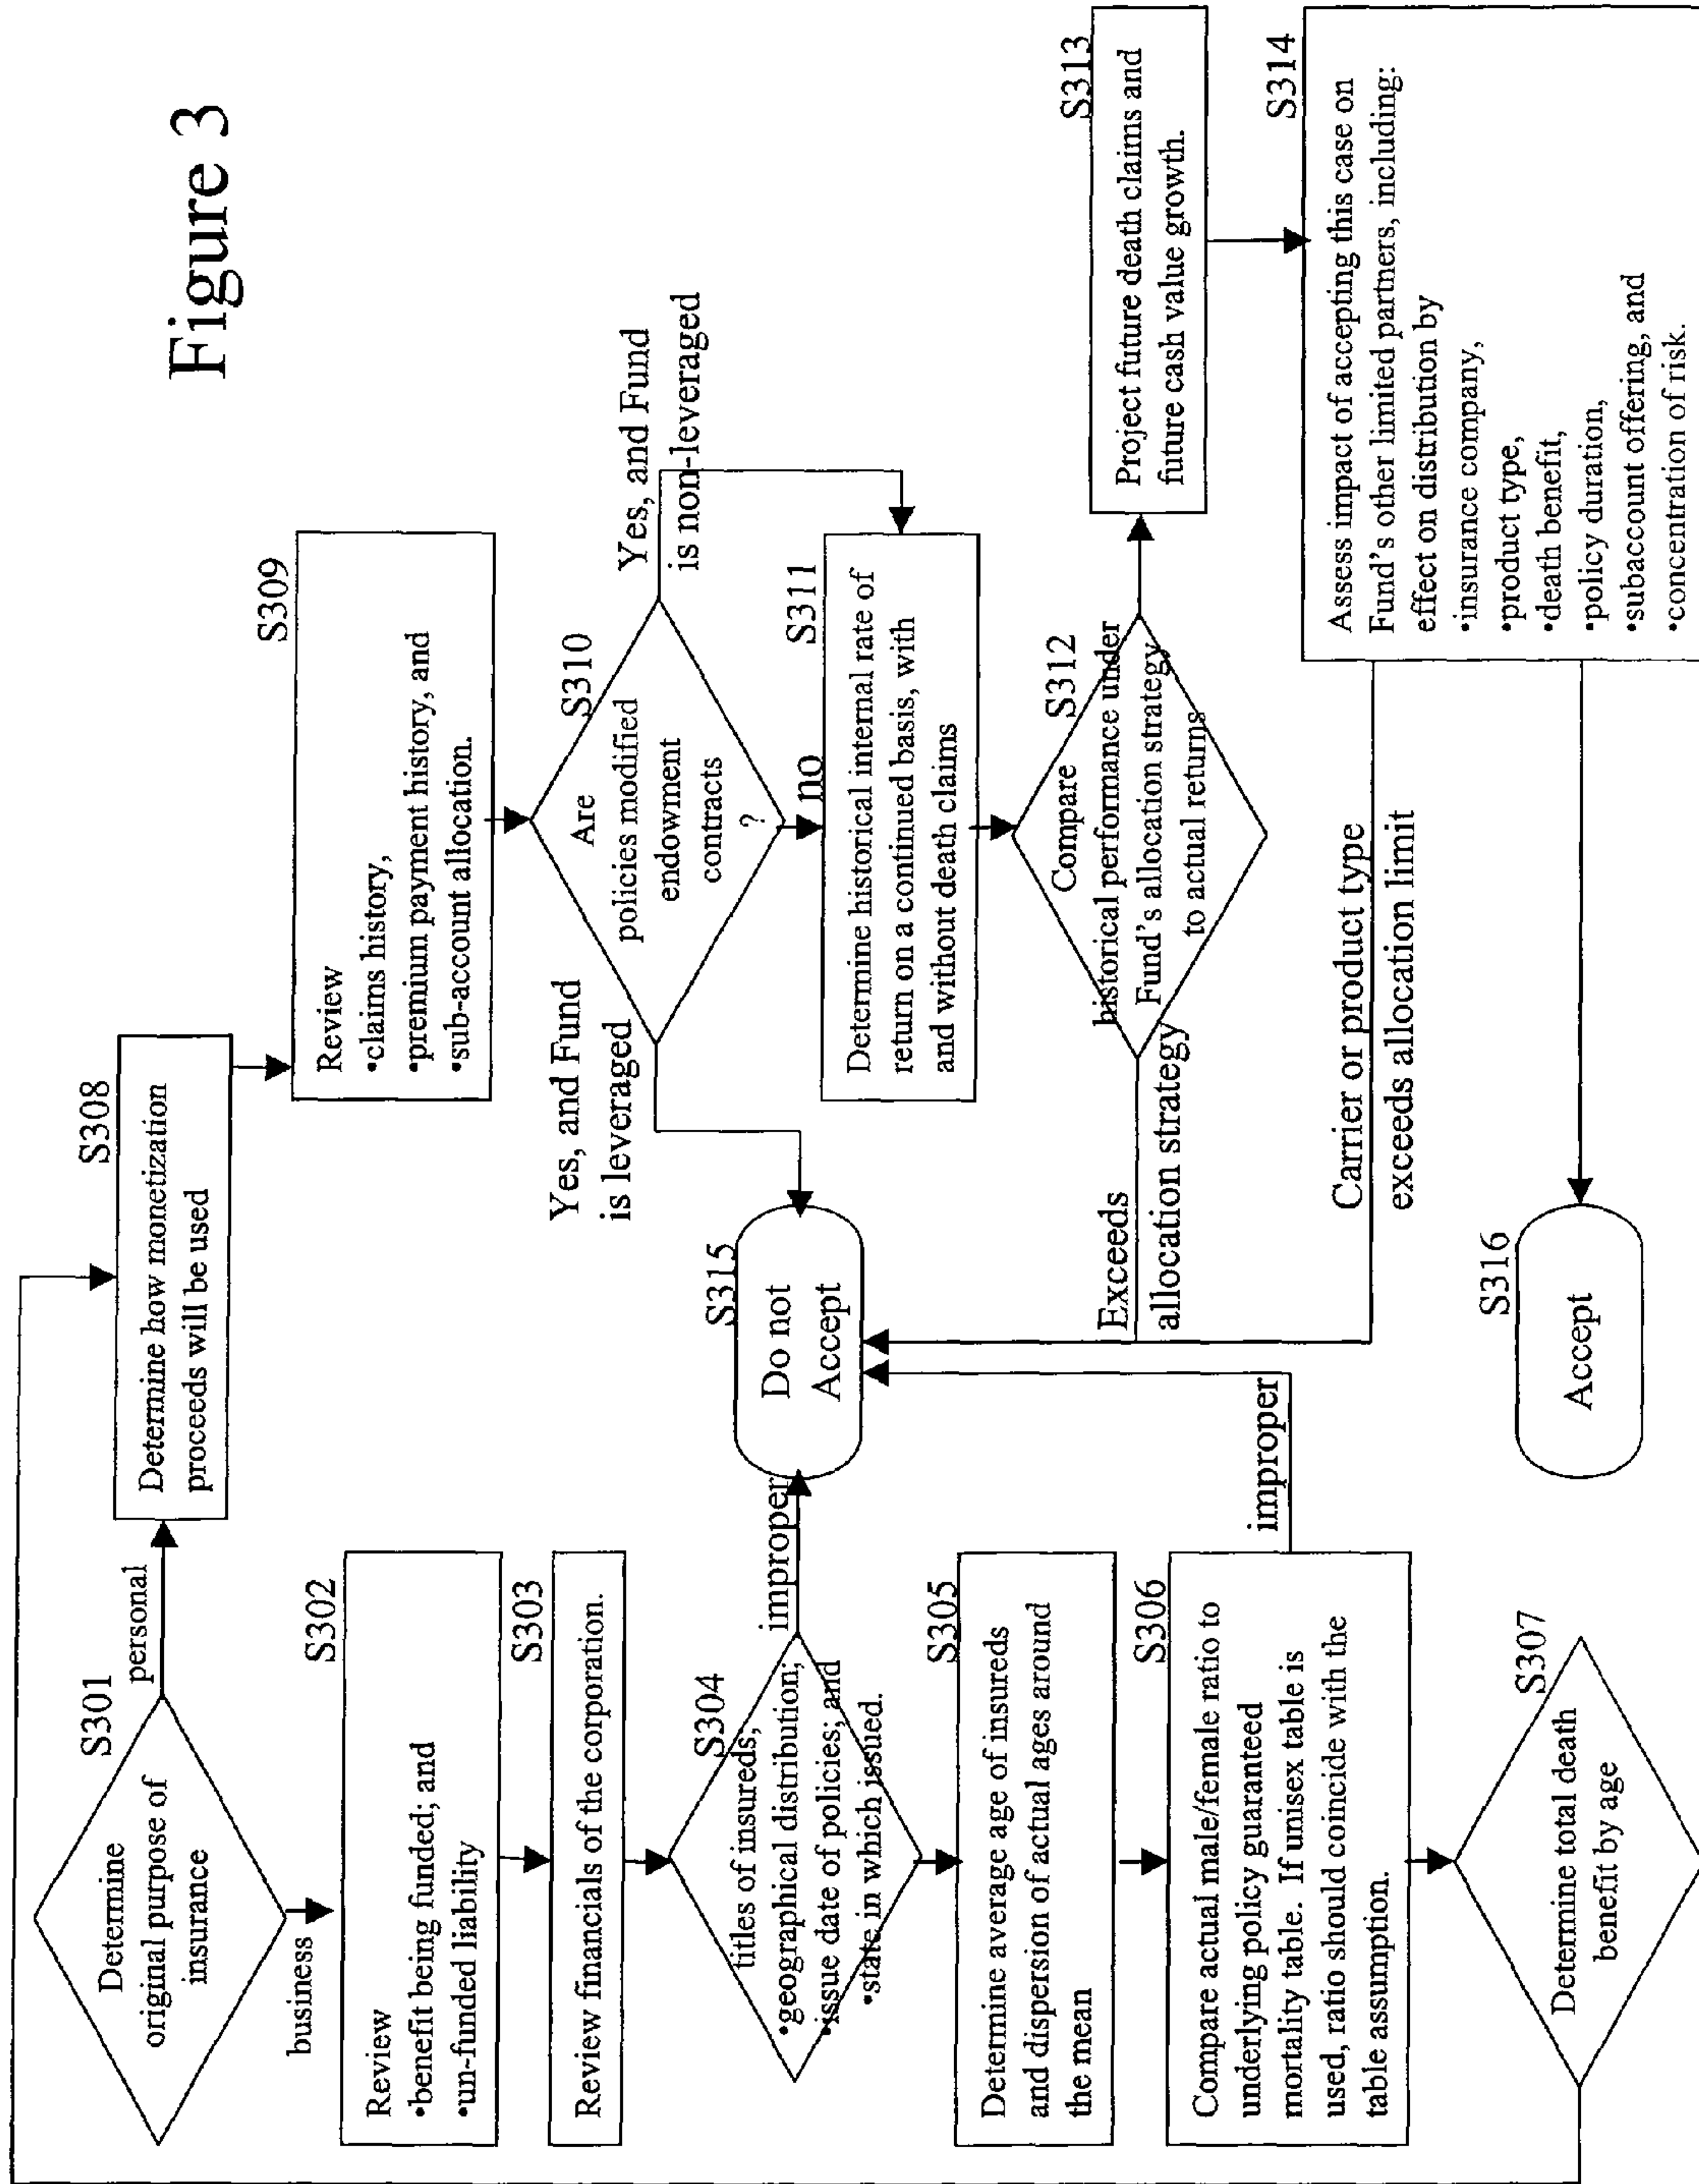 Figure 3
S301
Determine
original purpose of
insurance
personal
business
S302
Review
•benefit being funded; and
•un-funded liability
S303
Review financials of the corporation.
S304
titles of insureds;
•geographical distribution;
•issue date of policies; and
•state in which issued.
improper
S305
Determine average age of insureds
and dispersion of actual ages around
the mean
S306
Compare actual male/female ratio to
underlying policy guaranteed
mortality table. If unisex table is
used, ratio should coincide with the
table assumption.
improper
S307
Determine total death
benefit by age
S308
Determine how monetization
proceeds will be used
S309
Review
•claims history,
•premium payment history, and
•sub-account allocation.
S310
Are
policies modified
endowment
contracts
?
Yes, and Fund
is leveraged
Yes, and Fund
is non-leveraged
no
S311
Determine historical internal rate of
return on a continued basis, with
and without death claims
S312
Compare
historical performance under
Fund's allocation strategy
to actual returns
Exceeds
allocation strategy
S313
Project future death claims and
future cash value growth.
S314
Assess impact of accepting this case on
Fund's other limited partners, including:
effect on distribution by
•insurance company,
•product type,
•death benefit,
•policy duration,
•subaccount offering, and
•concentration of risk.
Carrier or product type
exceeds allocation limit
S315
Do not
Accept
S316
Accept